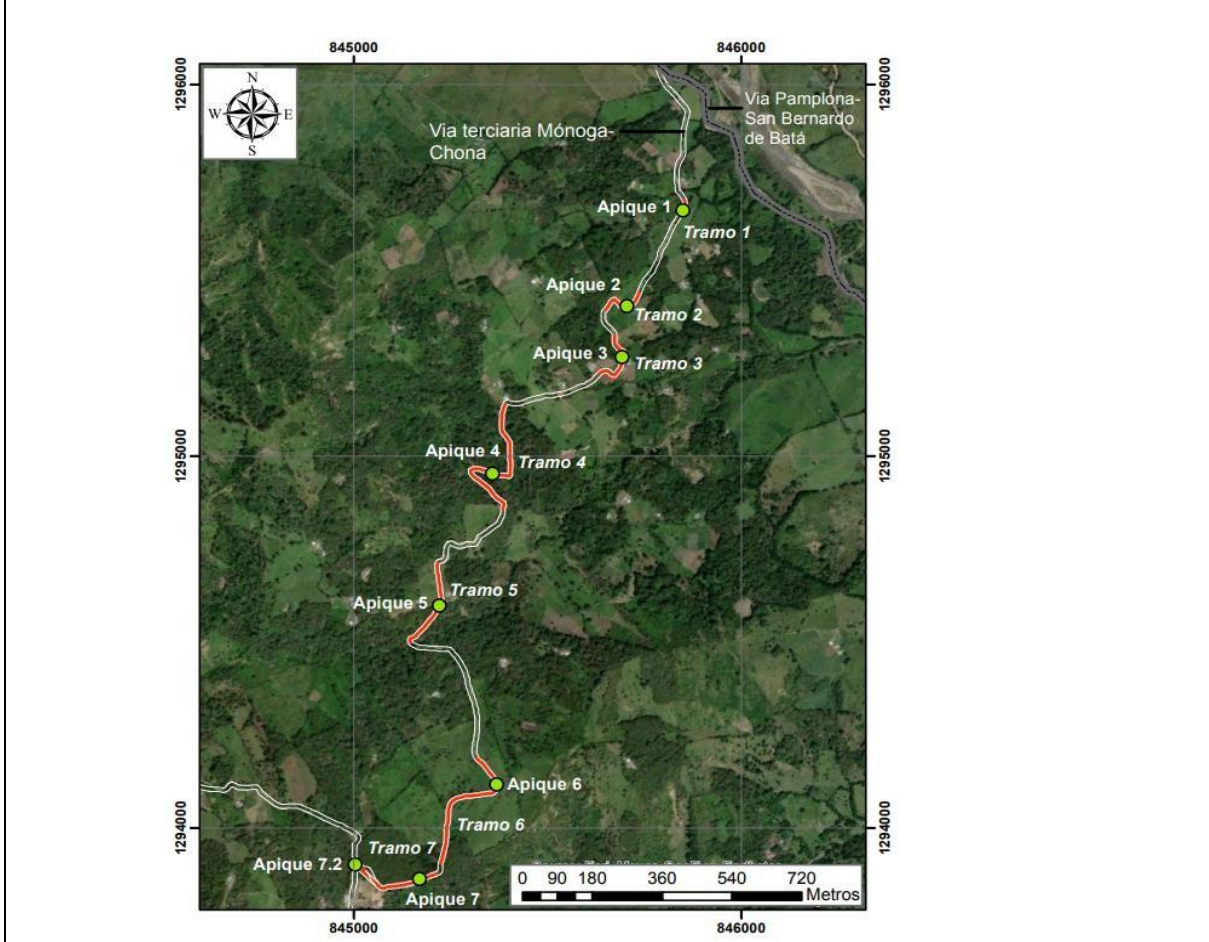 845000
846000
N
W E
S
1296000
1296000
Via Pamplona-
San Bernardo
de Batá
Via terciaria Mónoga-
Chona
Apique 1
Tramo 1
Apique 2
Tramo 2
Apique 3
Tramo 3
Apique 4
Tramo 4
1295000
1295000
Tramo 5
Apique 5
Apique 6
Tramo 6
1294000
1294000
Tramo 7
Apique 7.2
Apique 7
0 90 180 360 540 720
Metros
845000
846000